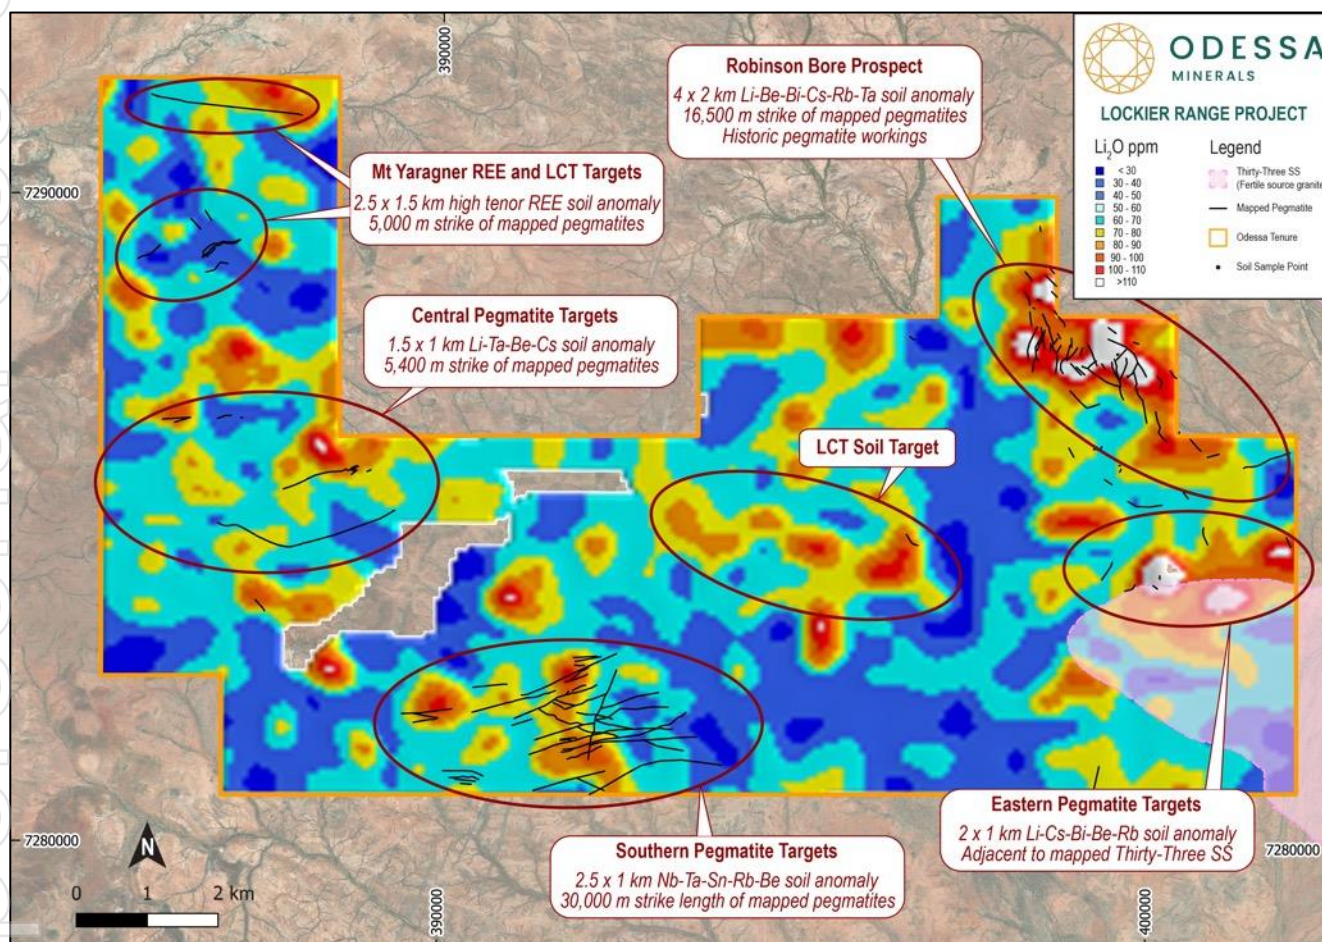 390000
7290000
Robinson Bore Prospect
4 x 2 km Li-Be-Bi-Cs-Rb-Ta soil anomaly
16,500 m strike of mapped pegmatites
Historic pegmatite workings
ODESSA
MINERALS
LOCKIER RANGE PROJECT
Li2O ppm
< 30
30 - 40
40 - 50
50 - 60
60 - 70
70 - 80
80 - 90
90 - 100
100 - 110
>110
Legend
Thirty-Three SS
(Fertile source granite
Mapped Pegmatite
Odessa Tenure
Soil Sample Point
Mt Yaragner REE and LCT Targets
2.5 x 1.5 km high tenor REE soil anomaly
5,000 m strike of mapped pegmatites
Central Pegmatite Targets
1.5 x 1 km Li-Ta-Be-Cs soil anomaly
5,400 m strike of mapped pegmatites
LCT Soil Target
Eastern Pegmatite Targets
2 x 1 km Li-Cs-Bi-Be-Rb soil anomaly
Adjacent to mapped Thirty-Three SS
Southern Pegmatite Targets
2.5 x 1 km Nb-Ta-Sn-Rb-Be soil anomaly
30,000 m strike length of mapped pegmatites
7280000
7280000
N
0 1 2 km
390000
400000